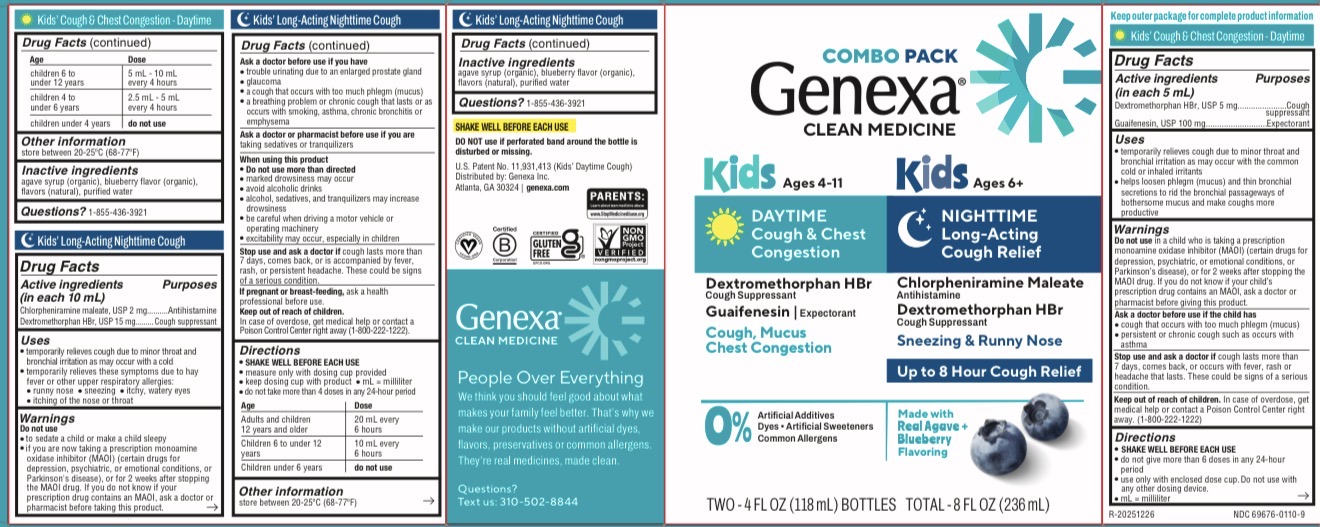 Kids' Cough & Chest Congestion - Daytime
Drug Facts (continued)
Age Dose
children 6 to
under 12 years
5 mL - 10 mL
every 4 hours
children 4 to
under 6 years
2.5 mL - 5 mL
every 4 hours
children under 4 years do not use
Other information
store between 20-25°C (68-77°F)
Inactive ingredients
agave syrup (organic), blueberry flavor (organic),
flavors (natural), purified water
Questions? 1-855-436-3921
Kids' Long-Acting Nighttime Cough
Drug Facts
Active ingredients Purposes
(in each 10 mL)
Chlorpheniramine maleate, USP 2 mg..........Antihistamine
Dextromethorphan HBr, USP 15 mg......... Cough suppressant
Uses
• temporarily relieves cough due to minor throat and
bronchial irritation as may occur with a cold
• temporarily relieves these symptoms due to hay
fever or other upper respiratory allergies:
• runny nose • sneezing • itchy, watery eyes
• itching of the nose or throat
Warnings
Do not use
• to sedate a child or make a child sleepy
• if you are now taking a prescription monoamine
oxidase inhibitor (MAOI) (certain drugs for
depression, psychiatric, or emotional conditions, or
Parkinson's disease), or for 2 weeks after stopping
the MAOI drug. If you do not know if your
prescription drug contains an MAOI, ask a doctor or
pharmacist before taking this product. →
Kids' Long-Acting Nighttime Cough
Drug Facts (continued)
Ask a doctor before use if you have
• trouble urinating due to an enlarged prostate gland
• glaucoma
• a cough that occurs with too much phlegm (mucus)
• a breathing problem or chronic cough that lasts or as
occurs with smoking, asthma, chronic bronchitis or
emphysema
Ask a doctor or pharmacist before use if you are
taking sedatives or tranquilizers
When using this product
• Do not use more than directed
• marked drowsiness may occur
• avoid alcoholic drinks
• alcohol, sedatives, and tranquilizers may increase
drowsiness
• be careful when driving a motor vehicle or
operating machinery
• excitability may occur, especially in children
Stop use and ask a doctor if cough lasts more than
7 days, comes back, or is accompanied by fever,
rash, or persistent headache. These could be signs
of a serious condition.
If pregnant or breast-feeding, ask a health
professional before use.
Keep out of reach of children.
In case of overdose, get medical help or contact a
Poison Control Center right away (1-800-222-1222).
Directions
• SHAKE WELL BEFORE EACH USE
• measure only with dosing cup provided
• keep dosing cup with product • mL = milliliter
• do not take more than 4 doses in any 24-hour period
Age Dose
Adults and children
12 years and older
20 mL every
6 hours
Children 6 to under 12
years
10 mL every
6 hours
Children under 6 years do not use
Other information
store between 20-25°C (68-77°F) →
Kids' Long-Acting Nighttime Cough
Drug Facts (continued)
Inactive ingredients
agave syrup (organic), blueberry flavor (organic),
flavors (natural), purified water
Questions? 1-855-436-3921
SHAKE WELL BEFORE EACH USE
DO NOT USE if perforated band around the bottle is
disturbed or missing.
U.S. Patent No. 11,931,413 (Kids' Daytime Cough)
Distributed by: Genexa Inc.
Atlanta, GA 30324 | genexa.com
PARENTS:
Learn about teen medicine abuse
www.StopMedicineAbuse.org
Certified
B
Corporation
CERTIFIED
GLUTEN
FREE
NON
GMO
Project
VERIFIED
nongmoproject.org
Genexa®
CLEAN MEDICINE
People Over Everything
We think you should feel good about what
makes your family feel better. That's why we
make our products without artificial dyes,
flavors, preservatives or common allergens.
They're real medicines, made clean.
Questions?
Text us: 310-502-8844
COMBO PACK
Genexa®
CLEAN MEDICINE
Kids Ages 4-11
DAYTIME
Cough & Chest
Congestion
Dextromethorphan HBr
Cough Suppressant
Guaifenesin | Expectorant
Cough, Mucus
Chest Congestion
Kids Ages 6+
NIGHTTIME
Long-Acting
Cough Relief
Chlorpheniramine Maleate
Antihistamine
Dextromethorphan HBr
Cough Suppressant
Sneezing & Runny Nose
Up to 8 Hour Cough Relief
0% Artificial Additives
Dyes • Artificial Sweeteners
Common Allergens
Made with
Real Agave +
Blueberry
Flavoring
TWO - 4 FL OZ (118 mL) BOTTLES TOTAL - 8 FL OZ (236 mL)
Keep outer package for complete product information
Kids' Cough & Chest Congestion - Daytime
Drug Facts
Active ingredients Purposes
(in each 5 mL)
Dextromethorphan HBr, USP 5 mg......................Cough
suppressant
Guaifenesin, USP 100 mg..........................Expectorant
Uses
• temporarily relieves cough due to minor throat and
bronchial irritation as may occur with the common
cold or inhaled irritants
• helps loosen phlegm (mucus) and thin bronchial
secretions to rid the bronchial passageways of
bothersome mucus and make coughs more
productive
Warnings
Do not use in a child who is taking a prescription
monoamine oxidase inhibitor (MAOI) (certain drugs for
depression, psychiatric, or emotional conditions, or
Parkinson's disease), or for 2 weeks after stopping the
MAOI drug. If you do not know if your child's
prescription drug contains an MAOI, ask a doctor or
pharmacist before giving this product.
Ask a doctor before use if the child has
• cough that occurs with too much phlegm (mucus)
• persistent or chronic cough such as occurs with
asthma
Stop use and ask a doctor if cough lasts more than
7 days, comes back, or occurs with fever, rash or
headache that lasts. These could be signs of a serious
condition.
Keep out of reach of children. In case of overdose, get
medical help or contact a Poison Control Center right
away. (1-800-222-1222)
Directions
• SHAKE WELL BEFORE EACH USE
• do not give more than 6 doses in any 24-hour
period
• use only with enclosed dose cup. Do not use with
any other dosing device.
• mL = milliliter →
R-20251226 NDC 69676-0110-9